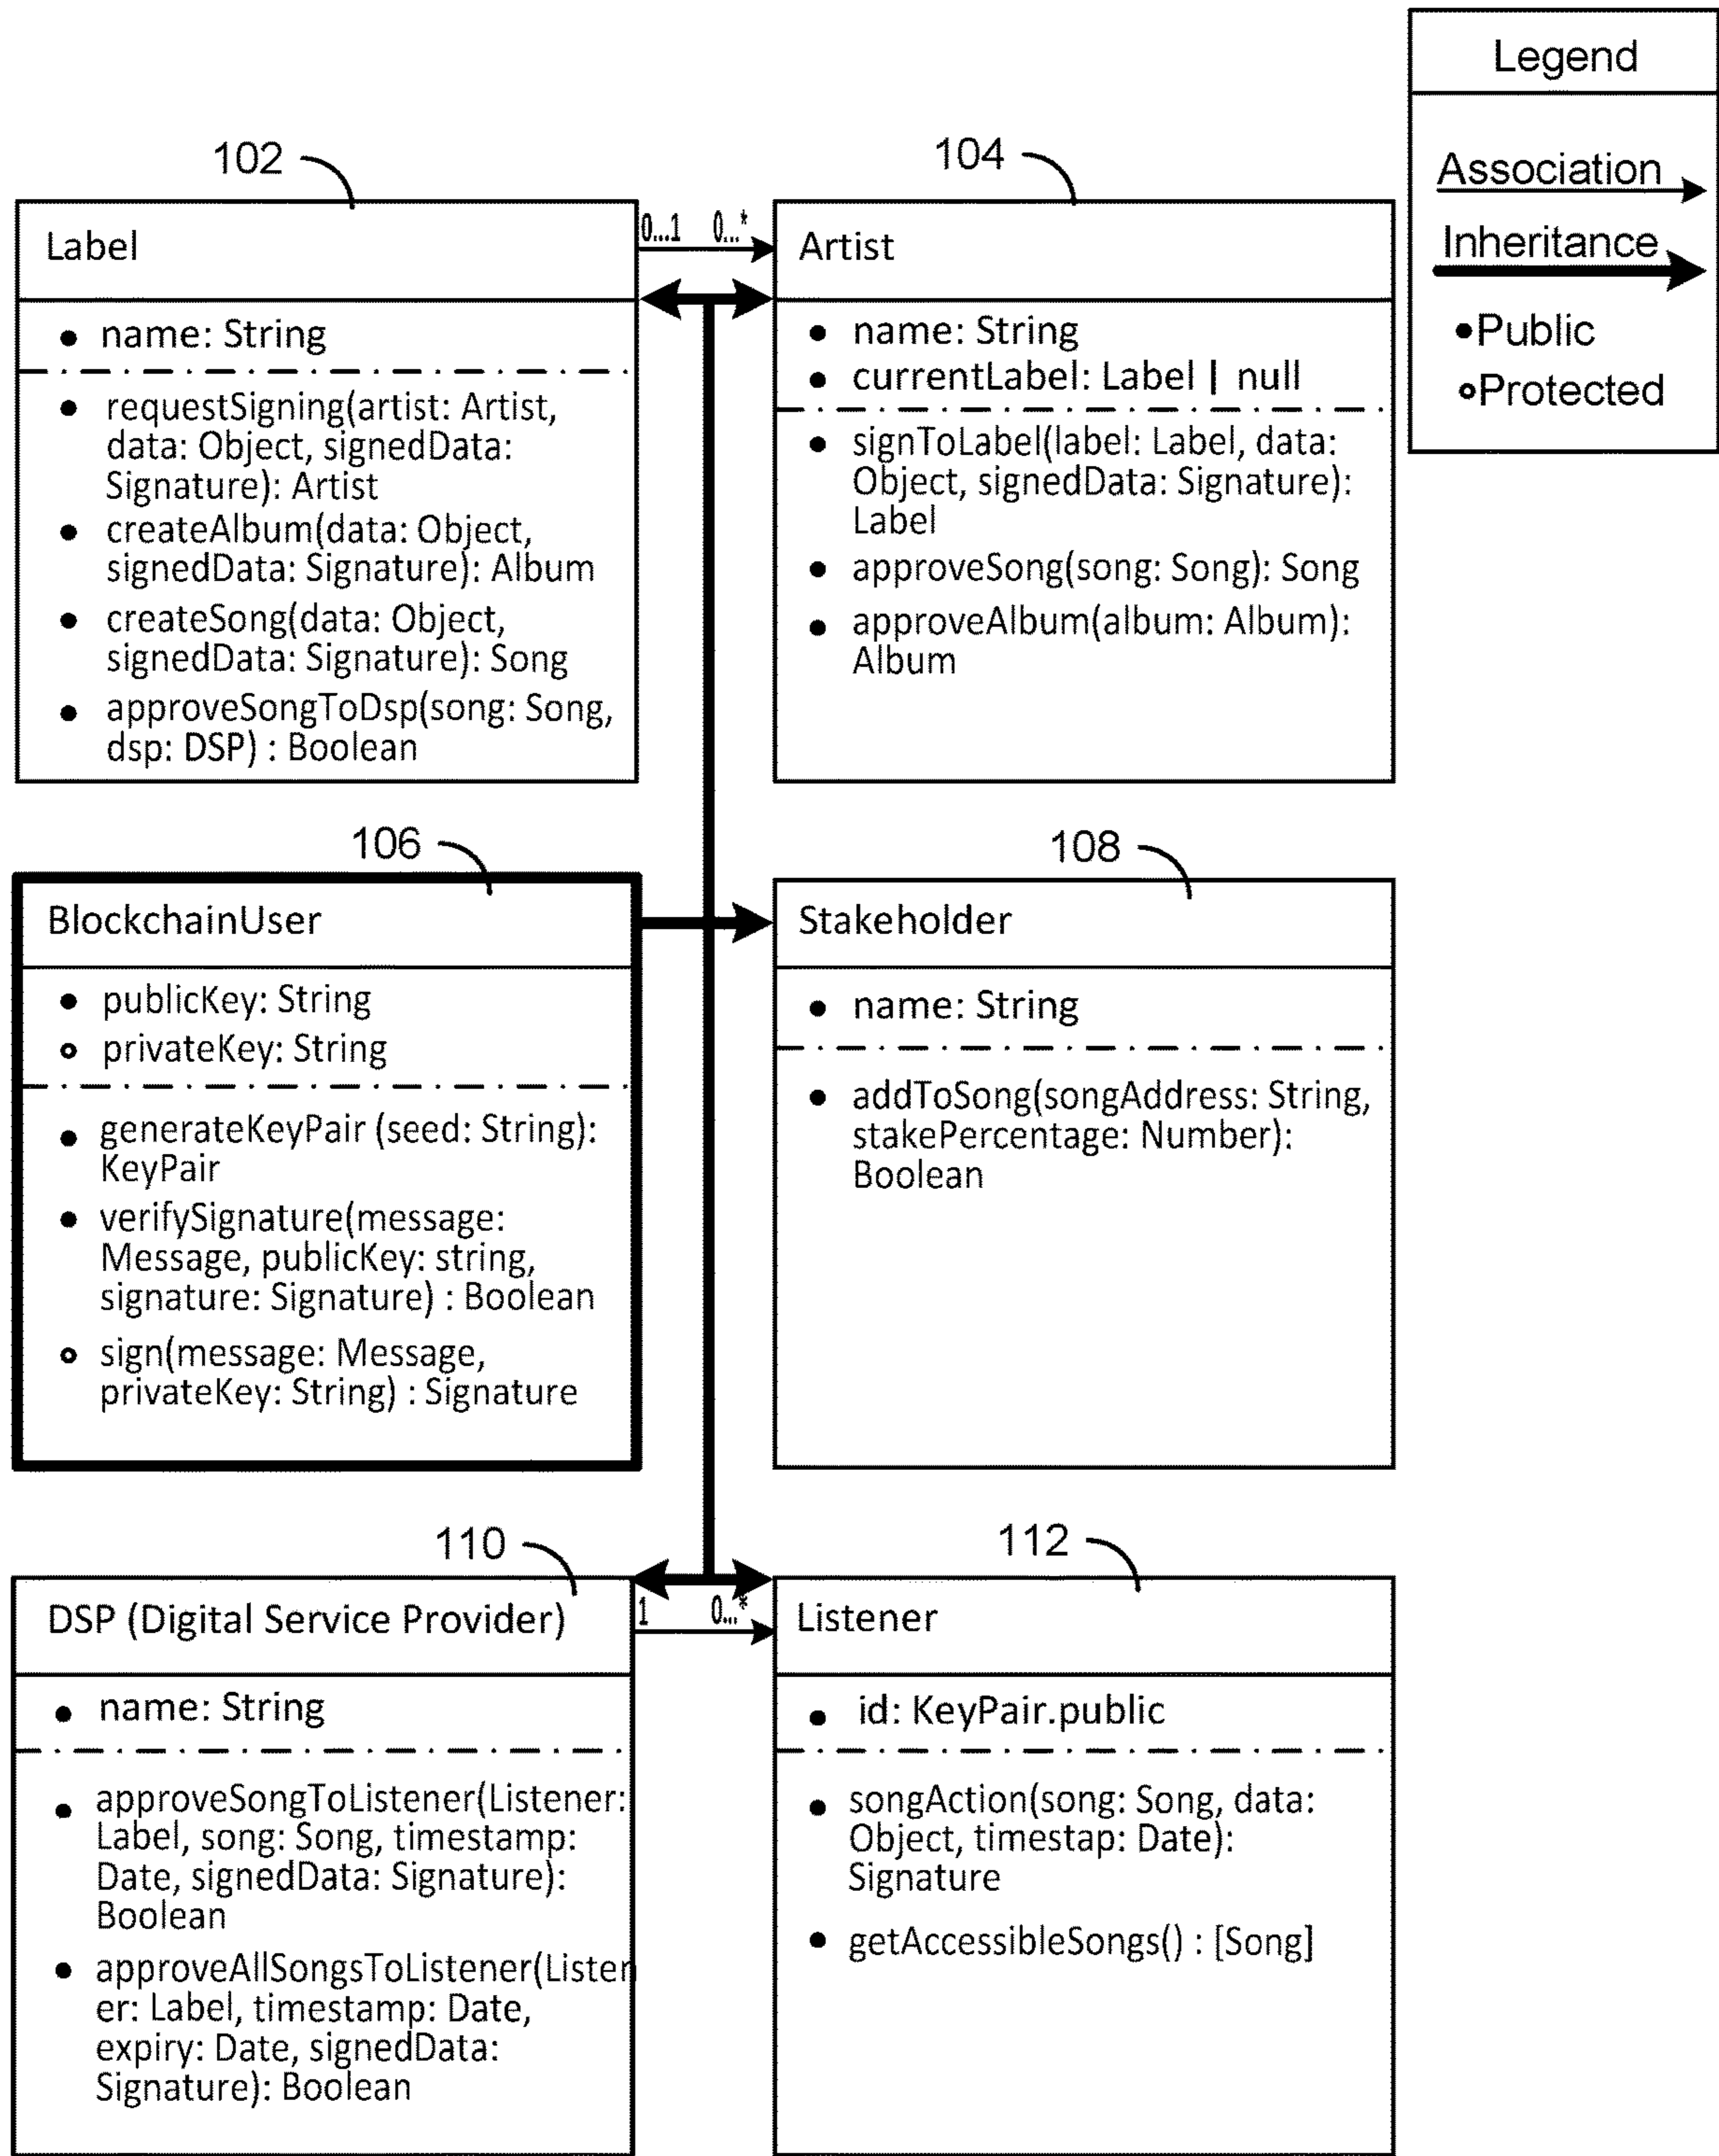 Legend
Association
Inheritance
•Public
∘Protected
102
Label
0...1 0...*
• name: String
• requestSigning(artist: Artist,
data: Object, signedData:
Signature): Artist
• createAlbum(data: Object,
signedData: Signature): Album
• createSong(data: Object,
signedData: Signature): Song
• approveSongToDsp(song: Song,
dsp: DSP) : Boolean
104
Artist
• name: String
• currentLabel: Label | null
• signToLabel(label: Label, data:
Object, signedData: Signature):
Label
• approveSong(song: Song): Song
• approveAlbum(album: Album):
Album
106
BlockchainUser
• publicKey: String
∘ privateKey: String
• generateKeyPair (seed: String):
KeyPair
• verifySignature(message:
Message, publicKey: string,
signature: Signature) : Boolean
∘ sign(message: Message,
privateKey: String) : Signature
108
Stakeholder
• name: String
• addToSong(songAddress: String,
stakePercentage: Number):
Boolean
110
DSP (Digital Service Provider)
1 0...*
• name: String
• approveSongToListener(Listener:
Label, song: Song, timestamp:
Date, signedData: Signature):
Boolean
• approveAllSongsToListener(Listen
er: Label, timestamp: Date,
expiry: Date, signedData:
Signature): Boolean
112
Listener
• id: KeyPair.public
• songAction(song: Song, data:
Object, timestap: Date):
Signature
• getAccessibleSongs() : [Song]